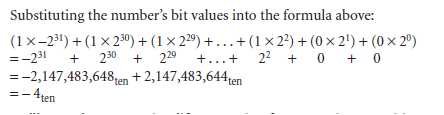 Substituting the number's bit values into the formula above:
(1 × –2³¹) + (1 × 2³⁰) + (1 × 2²⁹) + . . . + (1 × 2²) + (0 × 2¹) + (0 × 2⁰)
= –2³¹ + 2³⁰ + 2²⁹ + . . . + 2² + 0 + 0
= –2,147,483,648ten + 2,147,483,644ten
= – 4ten